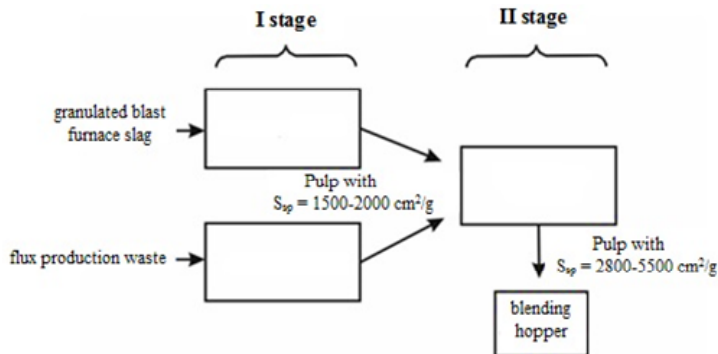 I stage
II stage
granulated blast
furnace slag
Pulp with
Sₛₚ = 1500-2000 cm²/g
flux production waste
Pulp with
Sₛₚ = 2800-5500 cm²/g
blending
hopper